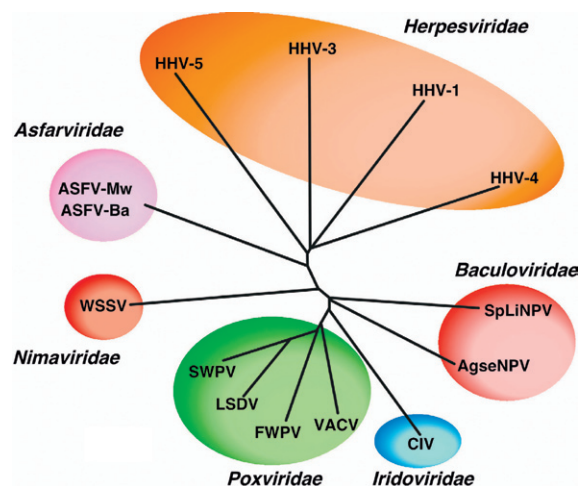 Herpesviridae
HHV-3
HHV-5
HHV-1
Asfarviridae
HHV-4
ASFV-Mw
ASFV-Ba
Baculoviridae
WSSV
SpLiNPV
Nimaviridae
AgseNPV
SWPV
LSDV
VACV
FWPV
CIV
Poxviridae
Iridoviridae